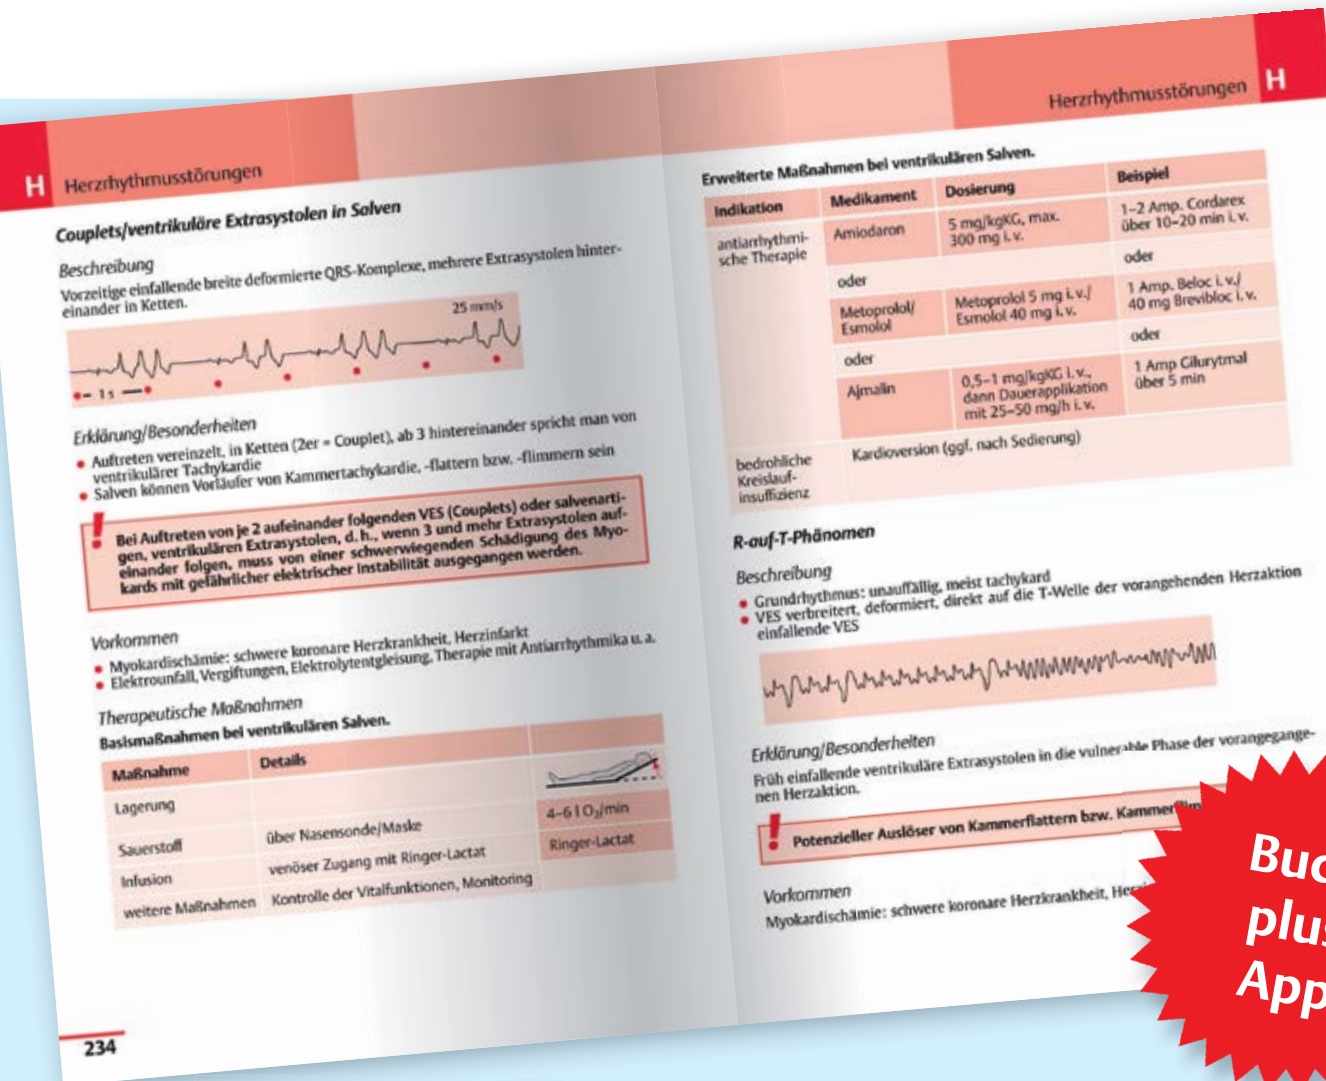 H Herzrhythmusstörungen
Couplets/ventrikuläre Extrasystolen in Salven
Beschreibung
Vorzeitige einfallende breite deformierte QRS-Komplexe, mehrere Extrasystolen hinter-
einander in Ketten.
25 mm/s
1 s
Erklärung/Besonderheiten
• Auftreten vereinzelt, in Ketten (2er = Couplet), ab 3 hintereinander spricht man von
ventrikulärer Tachykardie
• Salven können Vorläufer von Kammertachykardie, -flattern bzw. -flimmern sein
! Bei Auftreten von je 2 aufeinander folgenden VES (Couplets) oder salvenarti-
gen, ventrikulären Extrasystolen, d. h., wenn 3 und mehr Extrasystolen auf-
einander folgen, muss von einer schwerwiegenden Schädigung des Myo-
kards mit gefährlicher elektrischer Instabilität ausgegangen werden.
Vorkommen
• Myokardischämie: schwere koronare Herzkrankheit, Herzinfarkt
• Elektrounfall, Vergiftungen, Elektrolytentgleisung, Therapie mit Antiarrhythmika u. a.
Therapeutische Maßnahmen
Basismaßnahmen bei ventrikulären Salven.
Maßnahme Details
Lagerung
Sauerstoff über Nasensonde/Maske 4–6 l O₂/min
Infusion venöser Zugang mit Ringer-Lactat Ringer-Lactat
weitere Maßnahmen Kontrolle der Vitalfunktionen, Monitoring
234
Herzrhythmusstörungen H
Erweiterte Maßnahmen bei ventrikulären Salven.
Indikation Medikament Dosierung Beispiel
antiarrhythmi- Amiodaron 5 mg/kgKG, max. 1–2 Amp. Cordarex
sche Therapie 300 mg i. v. über 10–20 min i. v.
oder oder
Metoprolol/ Metoprolol 5 mg i. v./ 1 Amp. Beloc i. v./
Esmolol Esmolol 40 mg i. v. 40 mg Brevibloc i. v.
oder oder
Ajmalin 0,5–1 mg/kgKG i. v., 1 Amp Gilurytmal
dann Dauerapplikation über 5 min
mit 25–50 mg/h i. v.
bedrohliche Kardioversion (ggf. nach Sedierung)
Kreislauf-
insuffizienz
R-auf-T-Phänomen
Beschreibung
• Grundrhythmus: unauffällig, meist tachykard
• VES verbreitert, deformiert, direkt auf die T-Welle der vorangehenden Herzaktion
einfallende VES
Erklärung/Besonderheiten
Früh einfallende ventrikuläre Extrasystolen in die vulnerable Phase der vorangegange-
nen Herzaktion.
! Potenzieller Auslöser von Kammerflattern bzw.
Vorkommen
Myokardischämie: schwere koronare Herzkrankheit,
plus
App